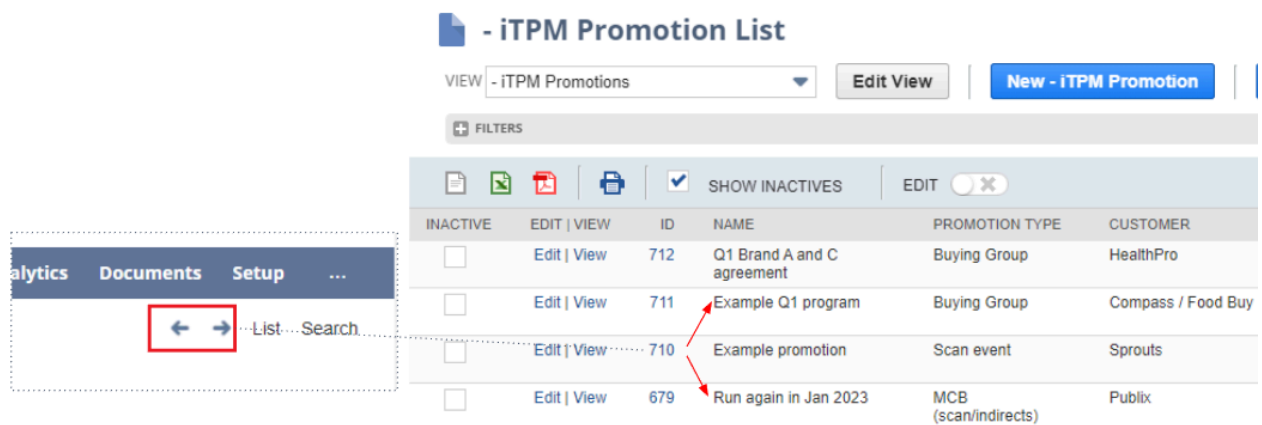 - iTPM Promotion List
VIEW - iTPM Promotions Edit View New - iTPM Promotion
FILTERS
SHOW INACTIVES EDIT
INACTIVE EDIT | VIEW ID NAME PROMOTION TYPE CUSTOMER
Edit | View 712 Q1 Brand A and C Buying Group HealthPro
agreement
alytics Documents Setup ...
Edit | View 711 Example Q1 program Buying Group Compass / Food Buy
List Search
Edit | View 710 Example promotion Scan event Sprouts
Edit | View 679 Run again in Jan 2023 MCB Publix
(scan/indirects)